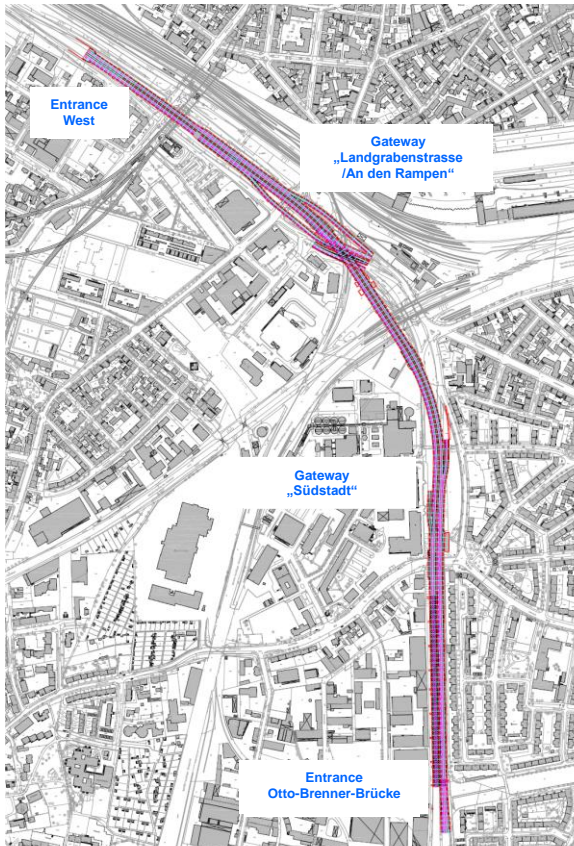 Entrance
West
Gateway
„Landgrabenstrasse
/An den Rampen“
Gateway
„Südstadt“
Entrance
Otto-Brenner-Brücke